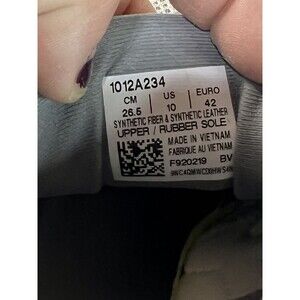 1012A234
CM US EURO
26.5 10 42
SYNTHETIC FIBER & SYNTHETIC LEATHER
UPPER / RUBBER SOLE
MADE IN VIETNAM
FABRIQUE AU VIETNAM
F920219 BV